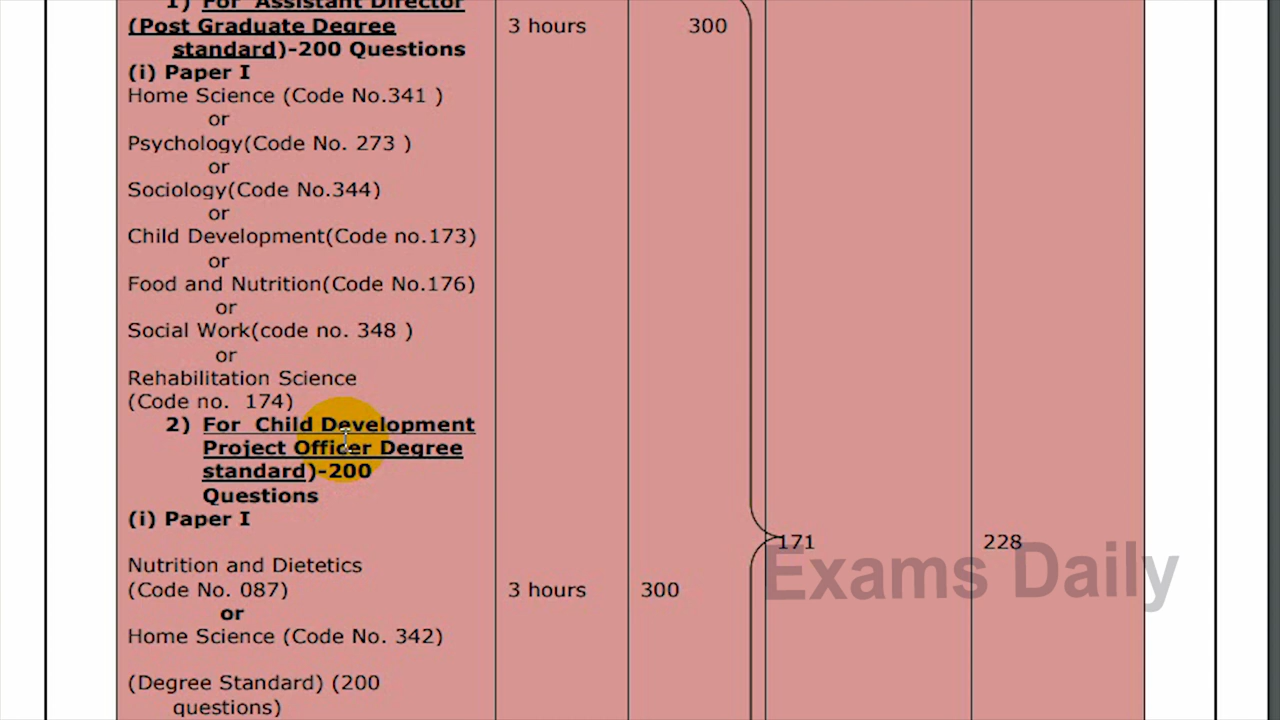 1) For Assistant Director
(Post Graduate Degree 3 hours 300
standard)-200 Questions
(i) Paper I
Home Science (Code No.341 )
or
Psychology(Code No. 273 )
or
Sociology(Code No.344)
or
Child Development(Code no.173)
or
Food and Nutrition(Code No.176)
or
Social Work(code no. 348 )
or
Rehabilitation Science
(Code no. 174)
2) For Child Development
Project Officer Degree
standard)-200
Questions
(i) Paper I
171 228
Nutrition and Dietetics
(Code No. 087) 3 hours 300
or
Home Science (Code No. 342)
(Degree Standard) (200
questions)
Exams Daily